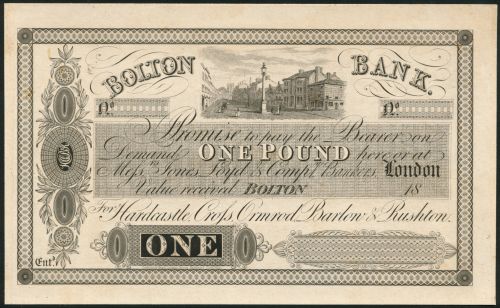 BOLTON BANK.
No. No.
I Promise to pay the Bearer on
Demand ONE POUND here or at
Mess. Jones, Loyd & Compy. Bankers, London
Value received BOLTON 18
For Hardcastle, Cross, Ormrod, Barlow & Rushton.
ONE
Entd.